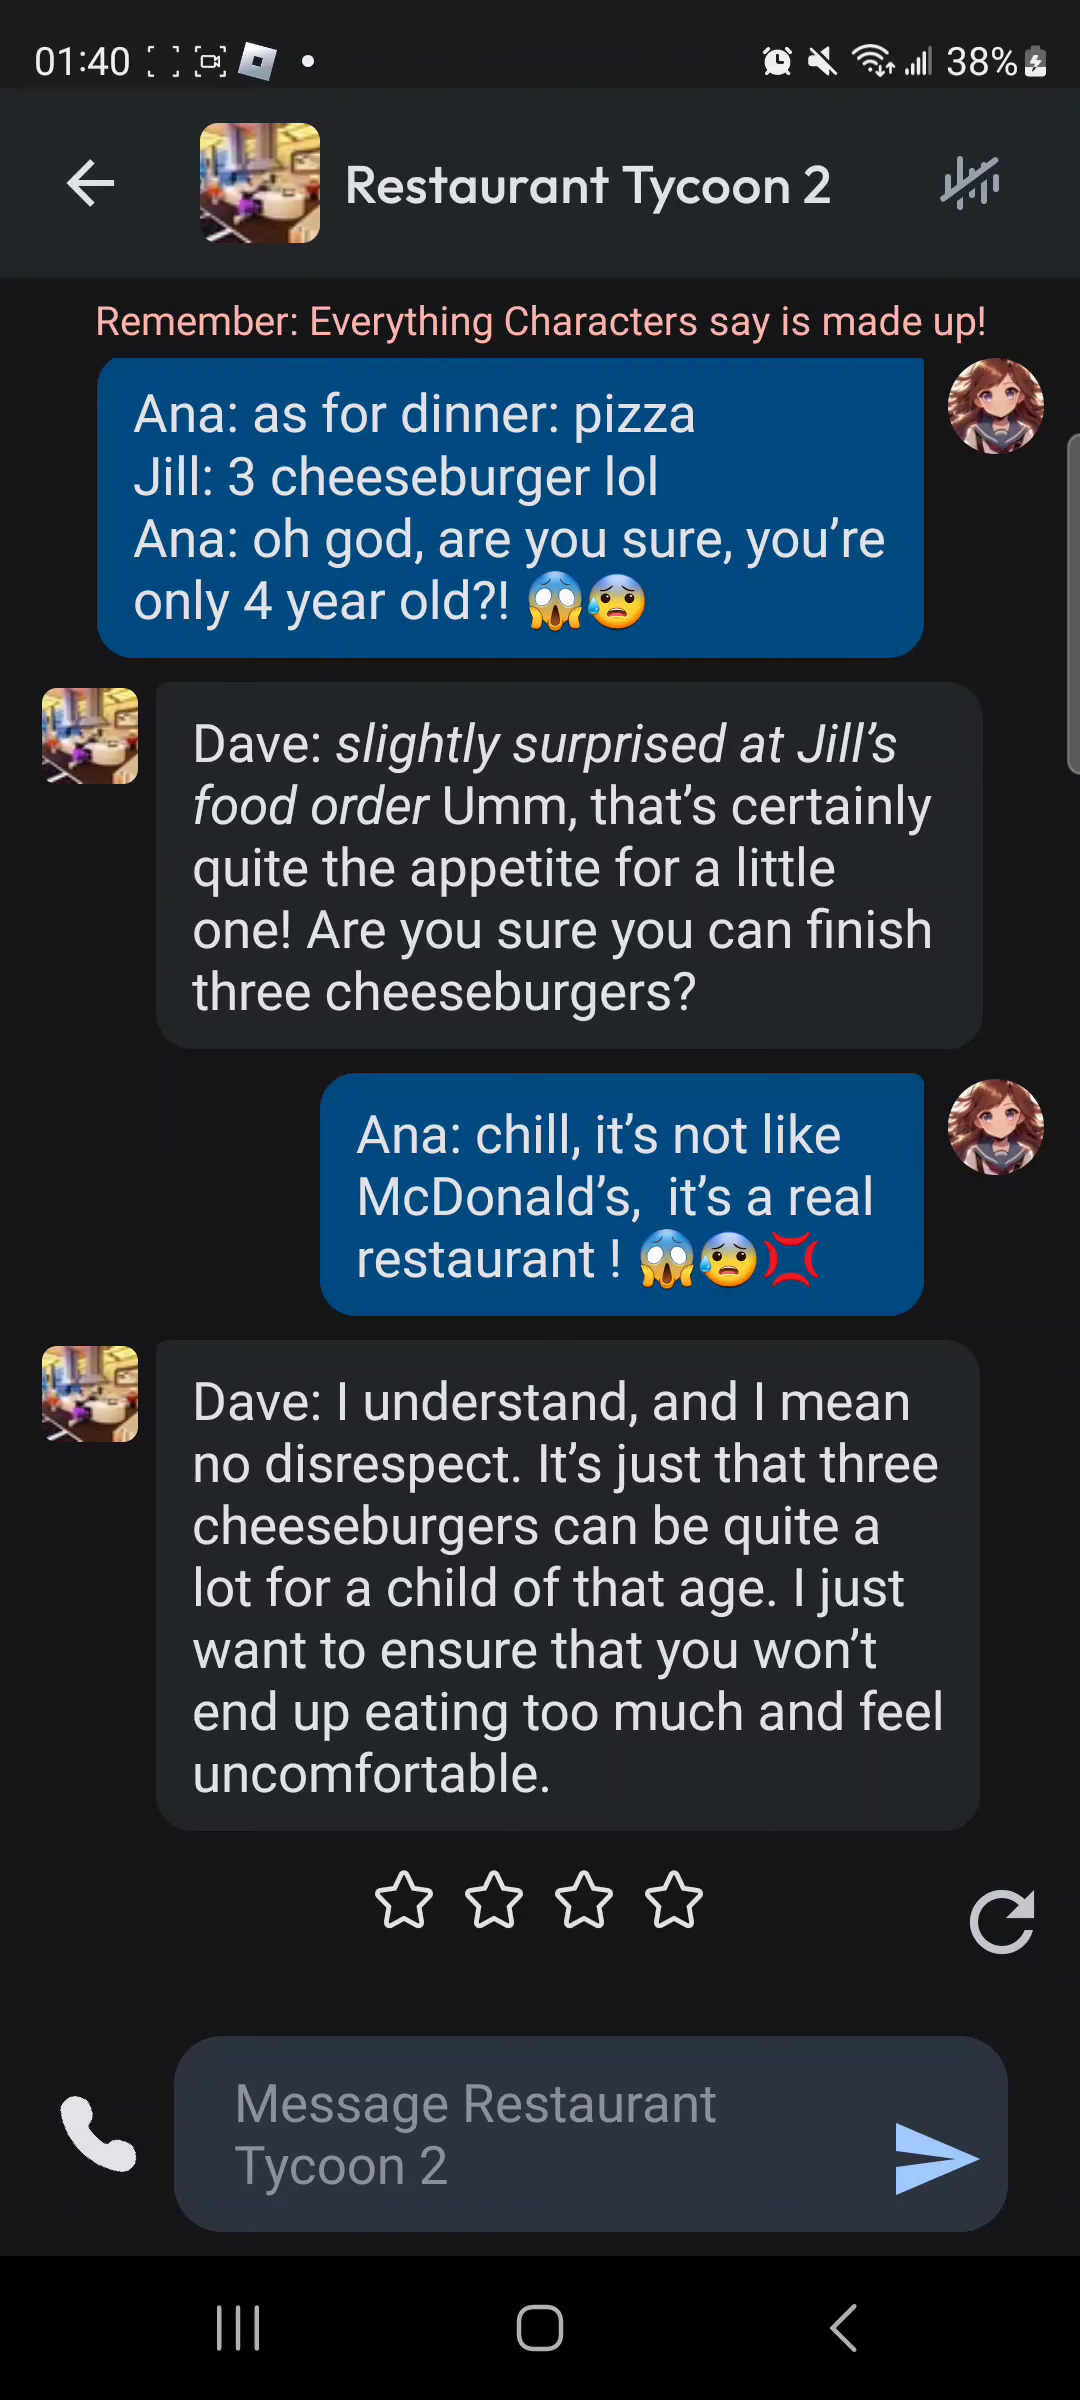 01:40
38%
Restaurant Tycoon 2
Remember: Everything Characters say is made up!
Ana: as for dinner: pizza
Jill: 3 cheeseburger lol
Ana: oh god, are you sure, you’re
only 4 year old?! 😱😰
Dave: slightly surprised at Jill’s
food order Umm, that’s certainly
quite the appetite for a little
one! Are you sure you can finish
three cheeseburgers?
Ana: chill, it’s not like
McDonald’s,  it’s a real
restaurant ! 😱😰💢
Dave: I understand, and I mean
no disrespect. It’s just that three
cheeseburgers can be quite a
lot for a child of that age. I just
want to ensure that you won’t
end up eating too much and feel
uncomfortable.
Message Restaurant
Tycoon 2